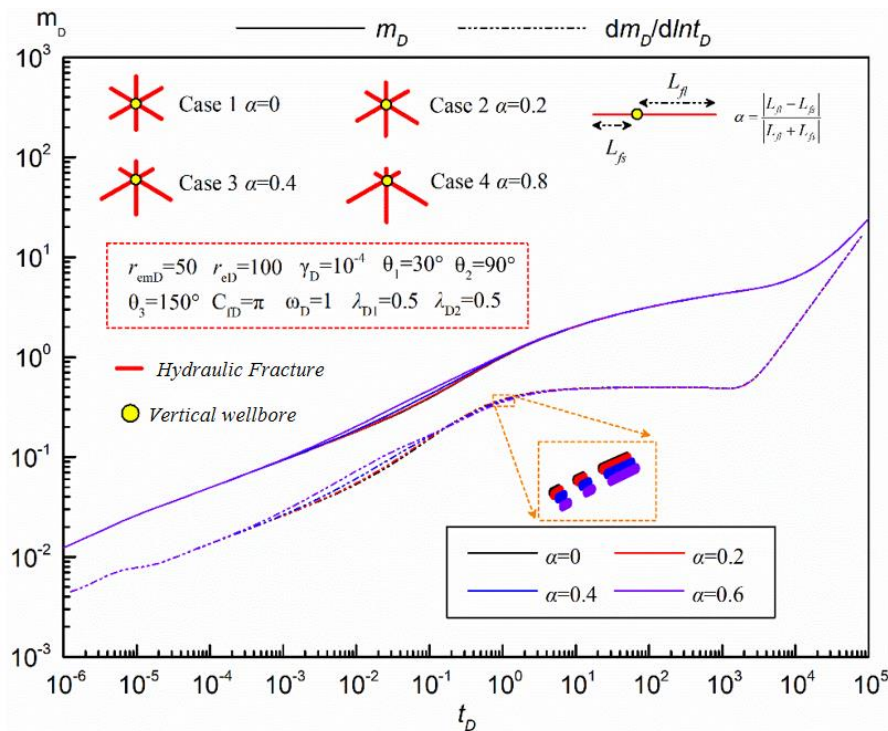 m_D
m_D
dm_D/dlnt_D
10^3
10^2
10^1
10^0
10^-1
10^-2
10^-3
Case 1 α=0
Case 2 α=0.2
L_fl
L_fs
α=|L_fl − L_fs|/|L_fl + L_fs|
Case 3 α=0.4
Case 4 α=0.8
r_emD=50 r_eD=100 γ_D=10^-4 θ_1=30° θ_2=90°
θ_3=150° C_fD=π ω_D=1 λ_D1=0.5 λ_D2=0.5
Hydraulic Fracture
Vertical wellbore
α=0 α=0.2
α=0.4 α=0.6
10^-6 10^-5 10^-4 10^-3 10^-2 10^-1 10^0 10^1 10^2 10^3 10^4 10^5
t_D